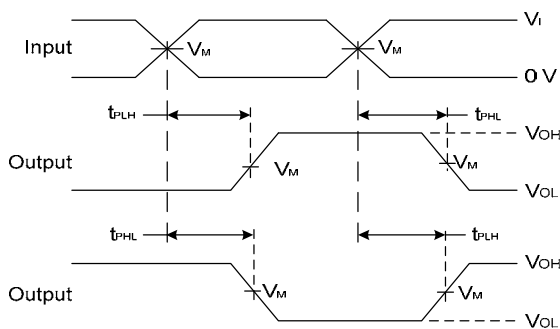 Input
VM
VM
VI
0 V
tPLH
tPHL
Output
VM
VM
VOH
VOL
tPHL
tPLH
Output
VM
VM
VOH
VOL